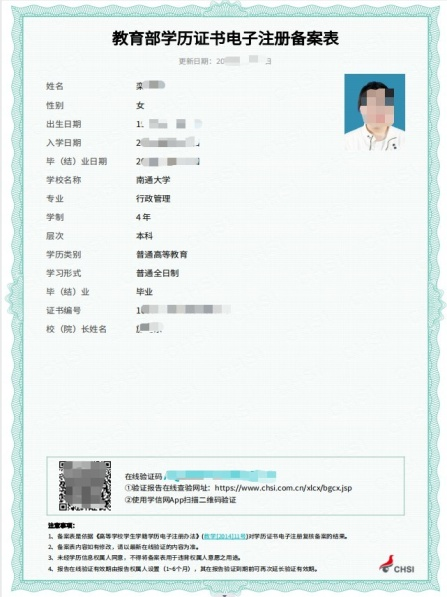 教育部学历证书电子注册备案表
更新日期：20
姓名 栾
性别 女
出生日期
入学日期 20
毕（结）业日期 20
学校名称 南通大学
专业 行政管理
学制 4 年
层次 本科
学历类别 普通高等教育
学习形式 普通全日制
毕（结）业 毕业
证书编号 1
校（院）长姓名
在线验证码
①验证报告在线查验网址：https://www.chsi.com.cn/xlcx/bgcx.jsp
②使用学信网App扫描二维码验证
注意事项：
1、备案表是依据《高等学校学生学籍学历电子注册办法》(教学[2014]11号)对学历证书电子注册复核备案的结果。
2、备案表内容如有修改，请以最新在线验证的内容为准。
3、未经学历信息权属人同意，不得将备案表用于违背权属人意愿之用途。
4、报告在线验证有效期由报告权属人设置（1~6个月），其在报告验证到期前可再次延长验证有效期。
CHSI